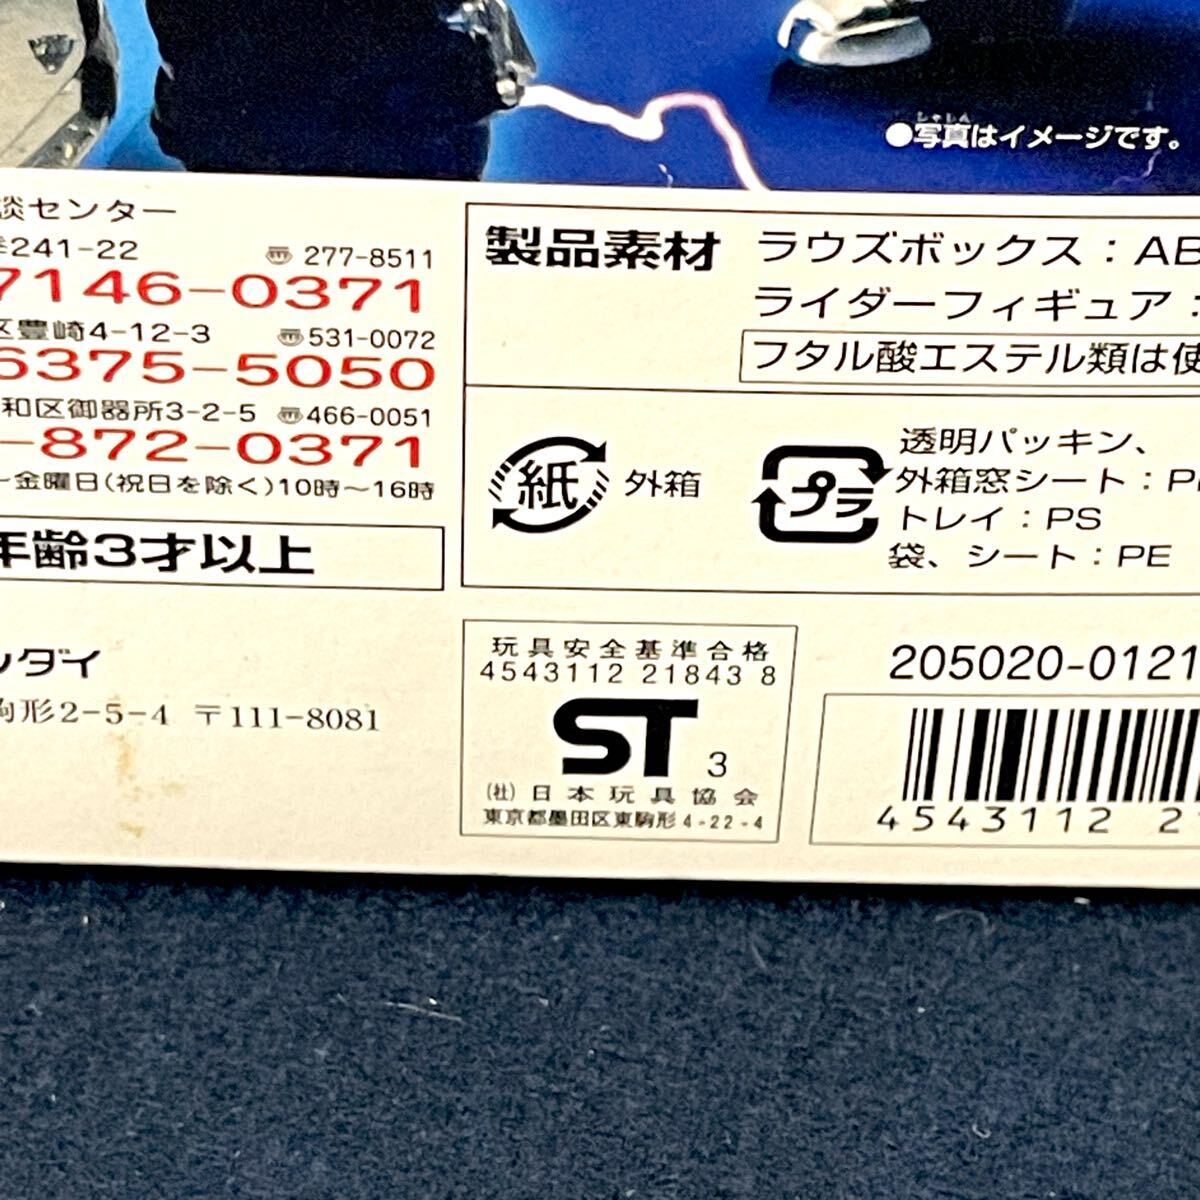 ●写真はイメージです。
しゃしん
談センター
241-22 〠277-8511
7146-0371
区豊崎4-12-3 〠531-0072
6375-5050
和区御器所3-2-5 〠466-0051
-872-0371
金曜日(祝日を除く)10時～16時
年齢3才以上
ンダイ
駒形2-5-4 〒111-8081
製品素材 ラウズボックス：AB
ライダーフィギュア：
フタル酸エステル類は使
紙 外箱
プラ
透明パッキン、
外箱窓シート：P
トレイ：PS
袋、シート：PE
玩具安全基準合格
4543112 21843 8
ST 3
(社)日本玩具協会
東京都墨田区東駒形4-22-4
205020-0121
4543112 2